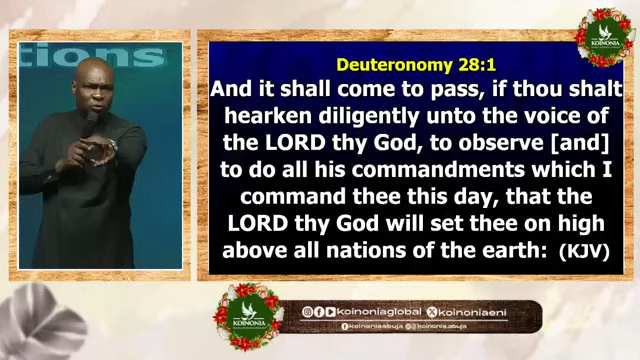 tions
KOINONIA
Deuteronomy 28:1
And it shall come to pass, if thou shalt
hearken diligently unto the voice of
the LORD thy God, to observe [and]
to do all his commandments which I
command thee this day, that the
LORD thy God will set thee on high
above all nations of the earth: (KJV)
KOINONIA
koinoniaglobal koinoniaeni
koinoniaabuja koinonia.abuja